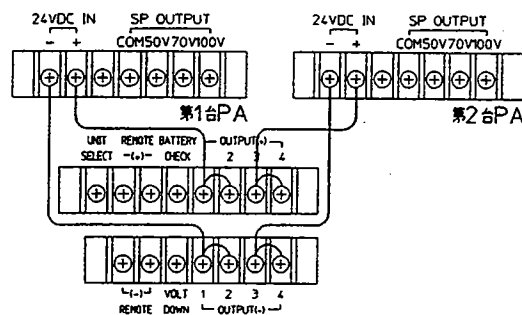 24VDC IN SP OUTPUT
− + COM50V70V100V
24VDC IN SP OUTPUT
− + COM50V70V100V
第1台PA
第2台PA
UNIT REMOTE BATTERY OUTPUT(+)
SELECT (+) CHECK 2 3 4
(−) VOLT 1 2 3 4
REMOTE DOWN OUTPUT(−)